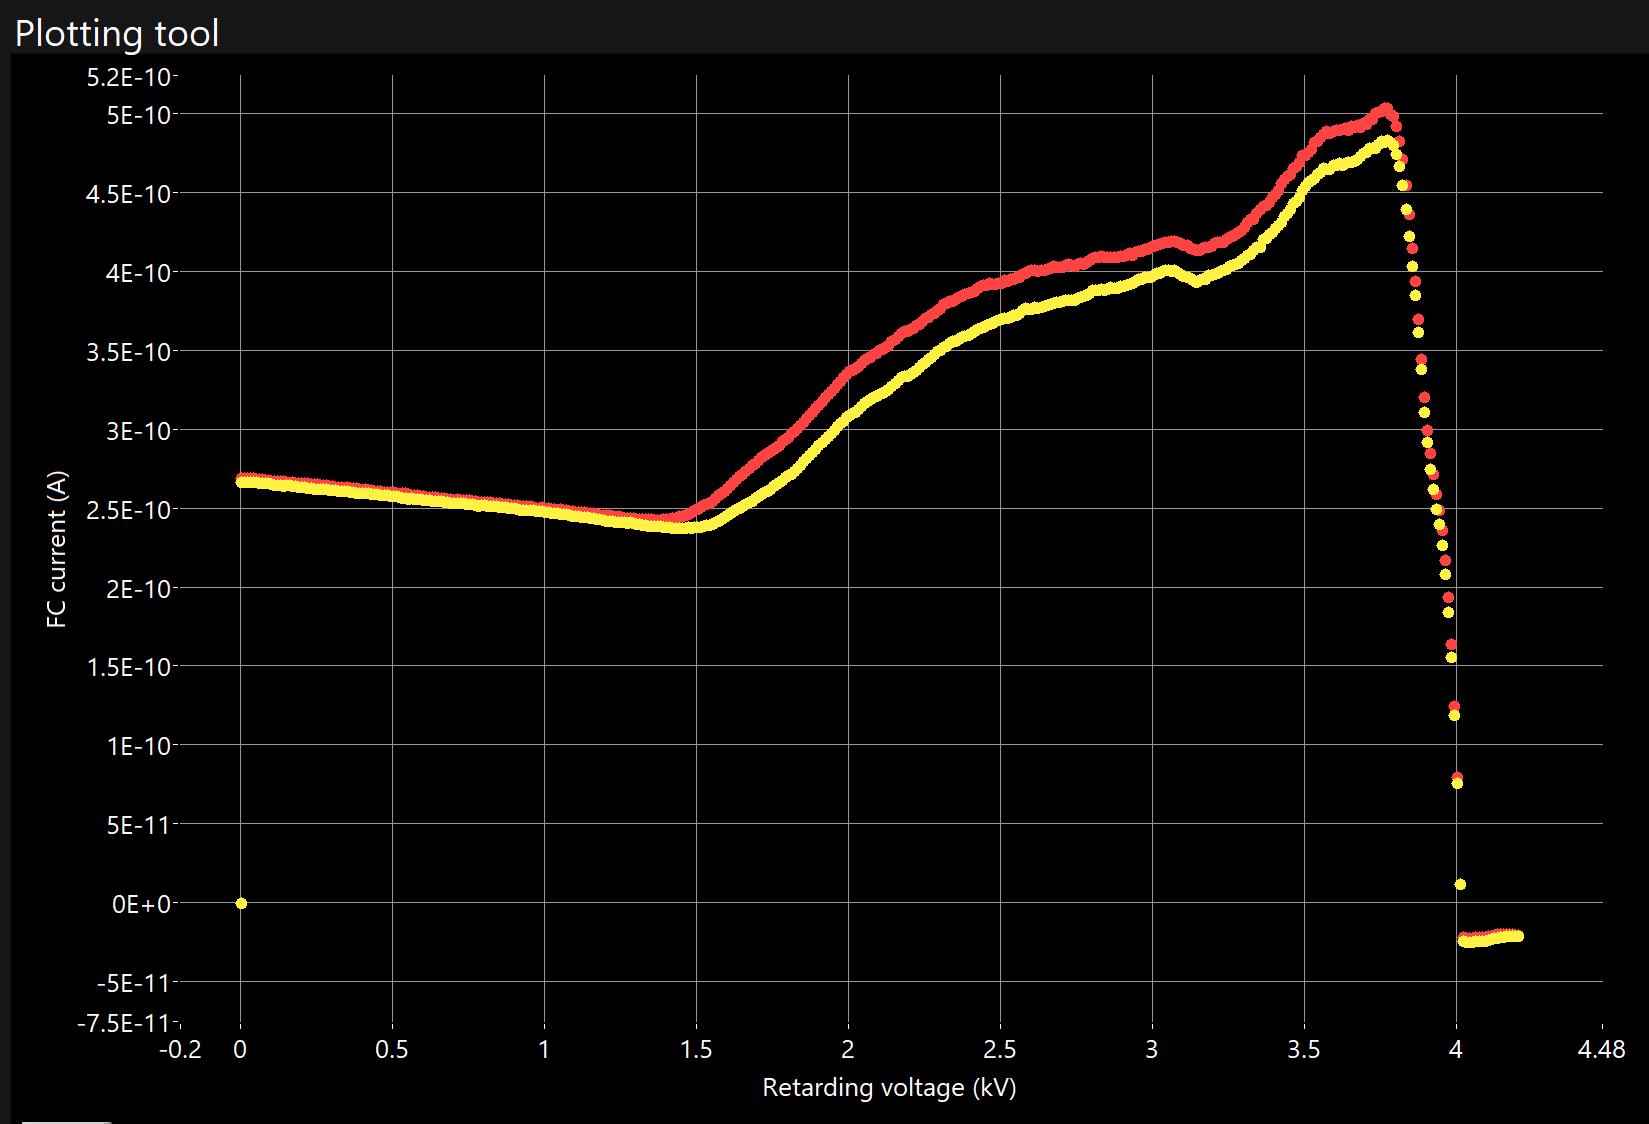 Plotting tool
5.2E-10
5E-10
4.5E-10
4E-10
3.5E-10
3E-10
2.5E-10
2E-10
1.5E-10
1E-10
5E-11
0E+0
-5E-11
-7.5E-11
FC current (A)
-0.2 0 0.5 1 1.5 2 2.5 3 3.5 4 4.48
Retarding voltage (kV)